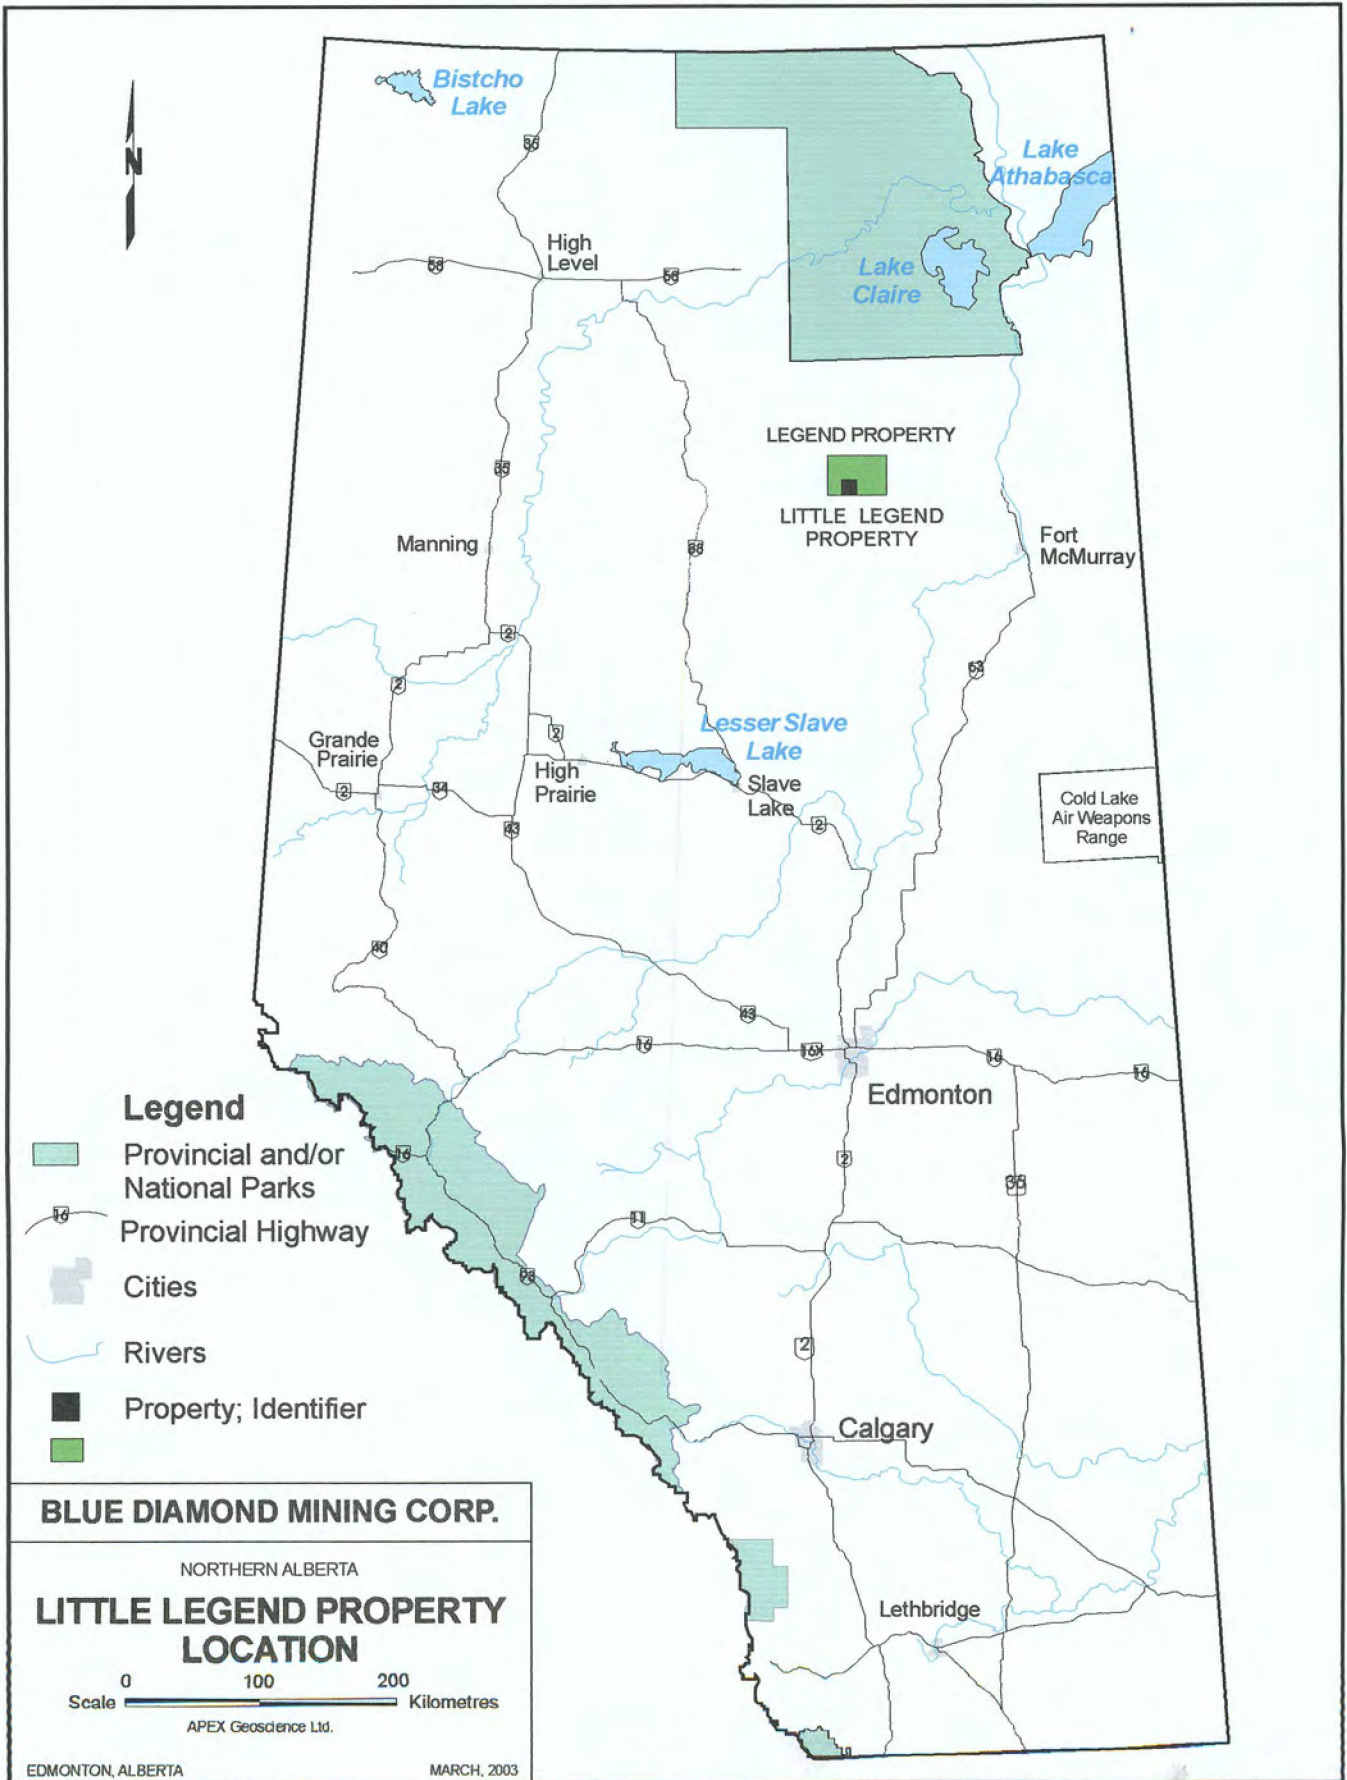 Bistcho
Lake
N
35
Lake
Athabasca
High
Level
58
58
Lake
Claire
LEGEND PROPERTY
35
LITTLE LEGEND
PROPERTY
Manning
88
Fort
McMurray
2
63
2
Lesser Slave
Lake
Grande
Prairie
2
High
Prairie
Slave
Lake
2
34
Cold Lake
Air Weapons
Range
43
2
40
43
16
16X
16
16
Edmonton
Legend
Provincial and/or
National Parks
16
2
36
16
Provincial Highway
11
Cities
93
Rivers
2
Property; Identifier
Calgary
BLUE DIAMOND MINING CORP.
NORTHERN ALBERTA
LITTLE LEGEND PROPERTY
LOCATION
Lethbridge
0 100 200
Scale Kilometres
APEX Geoscience Ltd.
EDMONTON, ALBERTA MARCH, 2003